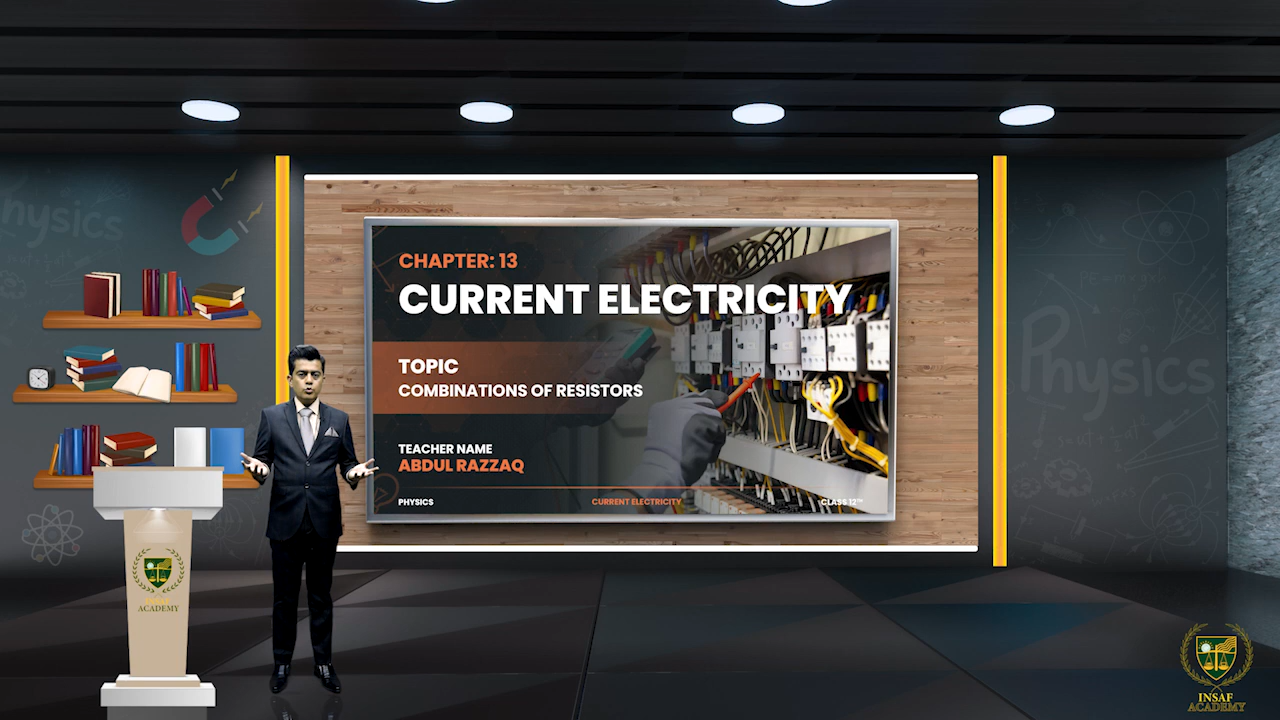 CHAPTER: 13
CURRENT ELECTRICITY
TOPIC
COMBINATIONS OF RESISTORS
TEACHER NAME
ABDUL RAZZAQ
PHYSICS
CURRENT ELECTRICITY
CLASS 12TH
Physics
Physics
INSAF
ACADEMY
INSAF
ACADEMY